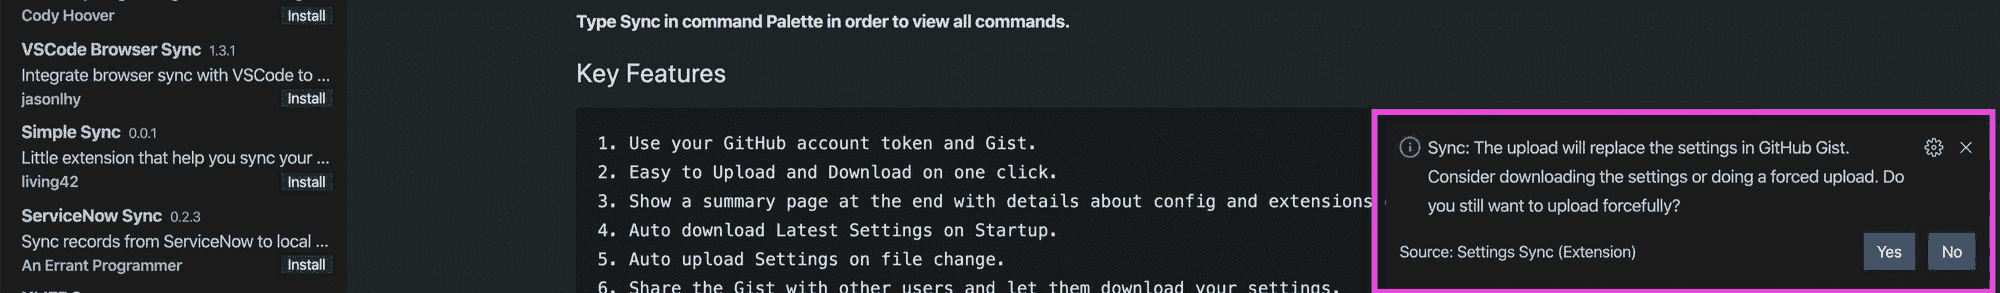 Cody Hoover
Install
VSCode Browser Sync 1.3.1
Integrate browser sync with VSCode to ...
jasonlhy
Install
Simple Sync 0.0.1
Little extension that help you sync your ...
living42
Install
ServiceNow Sync 0.2.3
Sync records from ServiceNow to local ...
An Errant Programmer
Install
Type Sync in command Palette in order to view all commands.
Key Features
1. Use your GitHub account token and Gist.
2. Easy to Upload and Download on one click.
3. Show a summary page at the end with details about config and extensions
4. Auto download Latest Settings on Startup.
5. Auto upload Settings on file change.
6. Share the Gist with other users and let them download your settings.
Sync: The upload will replace the settings in GitHub Gist.
Consider downloading the settings or doing a forced upload. Do
you still want to upload forcefully?
Source: Settings Sync (Extension)
Yes
No